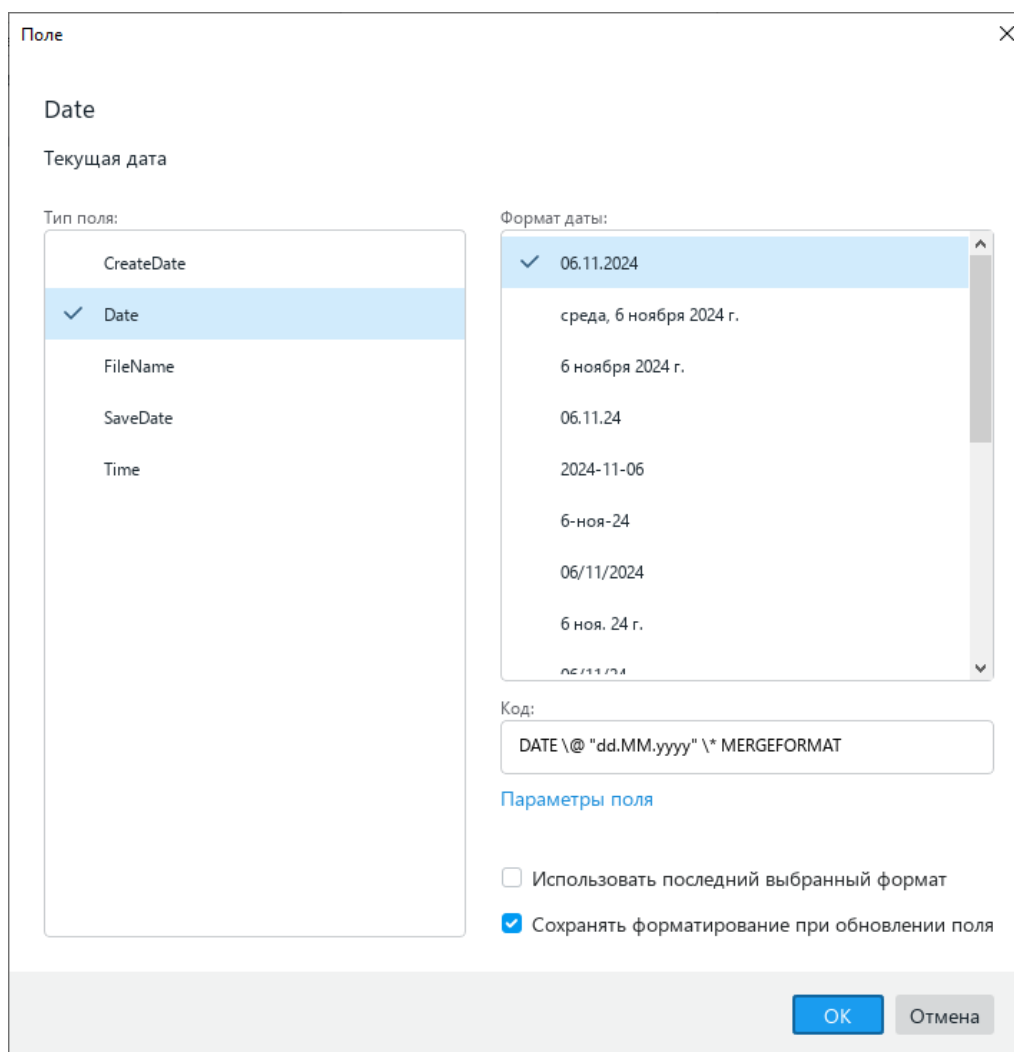 Поле
Date
Текущая дата
Тип поля:
CreateDate
Date
FileName
SaveDate
Time
Формат даты:
06.11.2024
среда, 6 ноября 2024 г.
6 ноября 2024 г.
06.11.24
2024-11-06
6-ноя-24
06/11/2024
6 ноя. 24 г.
06/11/24
Код:
DATE \@ "dd.MM.yyyy" \* MERGEFORMAT
Параметры поля
Использовать последний выбранный формат
Сохранять форматирование при обновлении поля
OK
Отмена